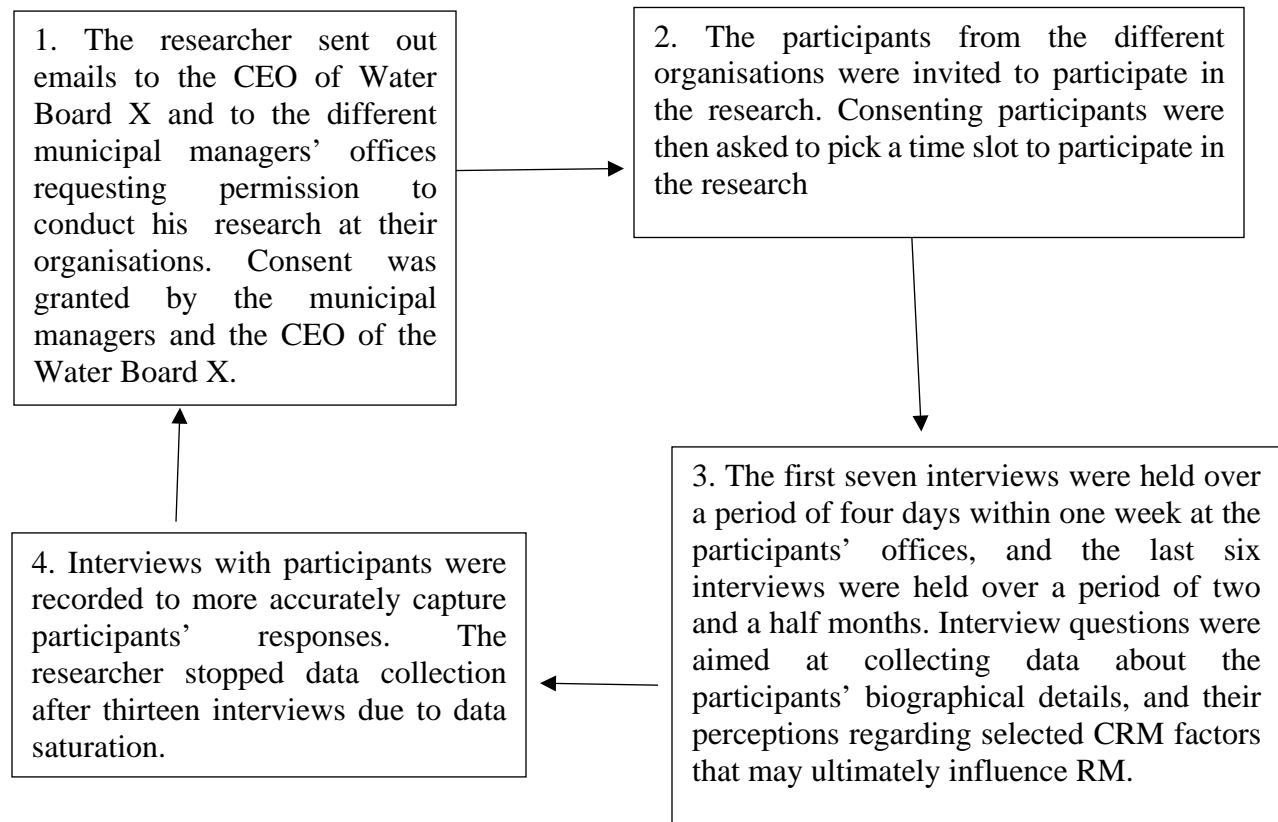 1. The researcher sent out
emails to the CEO of Water
Board X and to the different
municipal managers’ offices
requesting permission to
conduct his research at their
organisations. Consent was
granted by the municipal
managers and the CEO of the
Water Board X.
2. The participants from the different
organisations were invited to participate in
the research. Consenting participants were
then asked to pick a time slot to participate in
the research
3. The first seven interviews were held over
a period of four days within one week at the
participants’ offices, and the last six
interviews were held over a period of two
and a half months. Interview questions were
aimed at collecting data about the
participants’ biographical details, and their
perceptions regarding selected CRM factors
that may ultimately influence RM.
4. Interviews with participants were
recorded to more accurately capture
participants’ responses. The
researcher stopped data collection
after thirteen interviews due to data
saturation.